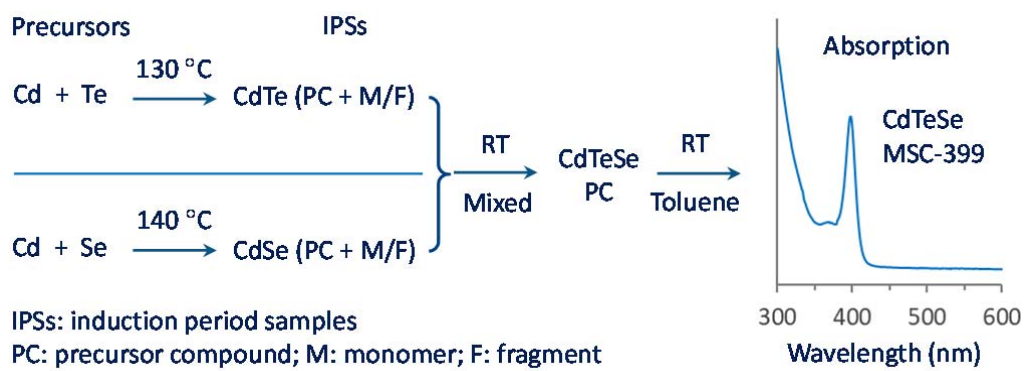 Precursors
IPSs
Absorption
130 °C
Cd + Te
CdTe (PC + M/F)
RT
Mixed
CdTeSe
PC
RT
Toluene
CdTeSe
MSC-399
140 °C
Cd + Se
CdSe (PC + M/F)
IPSs: induction period samples
PC: precursor compound; M: monomer; F: fragment
300 400 500 600
Wavelength (nm)